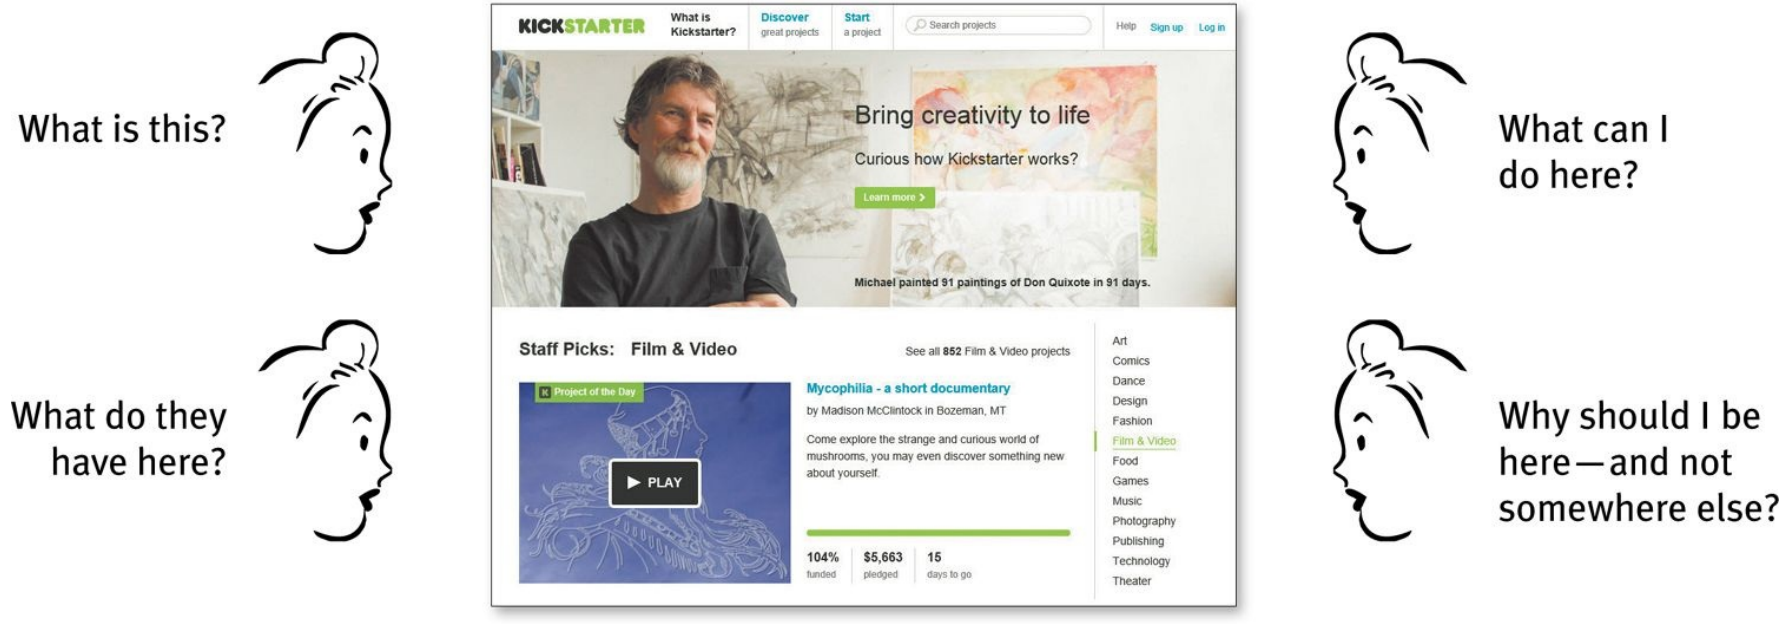 What is this?
What do they
have here?
KICKSTARTER
What is
Kickstarter?
Discover
great projects
Start
a project
Search projects
Help
Sign up
Log in
Bring creativity to life
Curious how Kickstarter works?
Learn more
Michael painted 91 paintings of Don Quixote in 91 days.
Staff Picks: Film & Video
See all 852 Film & Video projects
K Project of the Day
PLAY
Mycophilia - a short documentary
by Madison McClintock in Bozeman, MT
Come explore the strange and curious world of
mushrooms, you may even discover something new
about yourself.
104%
funded
$5,663
pledged
15
days to go
Art
Comics
Dance
Design
Fashion
Film & Video
Food
Games
Music
Photography
Publishing
Technology
Theater
What can I
do here?
Why should I be
here—and not
somewhere else?